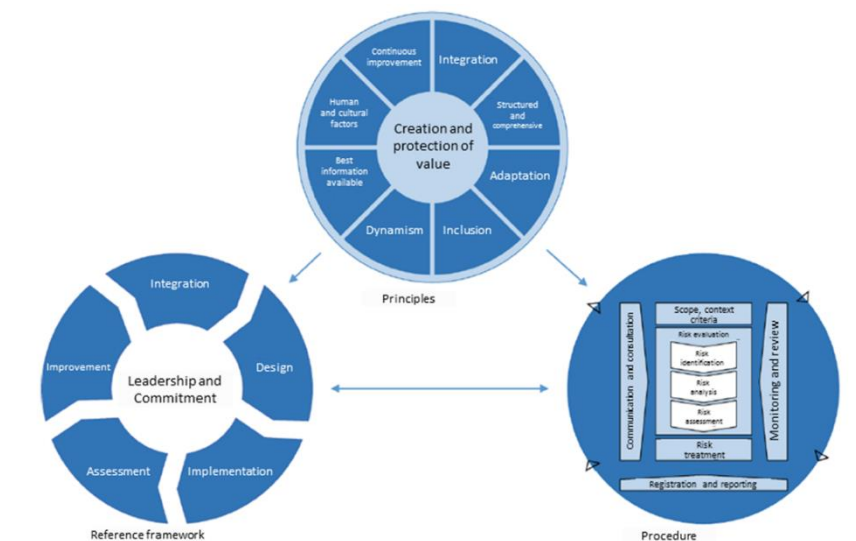 Continuous
improvement
Integration
Human
and cultural
factors
Structured
and
comprehensive
Creation and
protection of
value
Best
information
available
Adaptation
Dynamism
Inclusion
Principles
Integration
Improvement
Design
Leadership and
Commitment
Assessment
Implementation
Reference framework
Communication and consultation
Scope, context
criteria
Risk evaluation
Risk
identification
Risk
analysis
Risk
assessment
Risk
treatment
Monitoring and review
Registration and reporting
Procedure